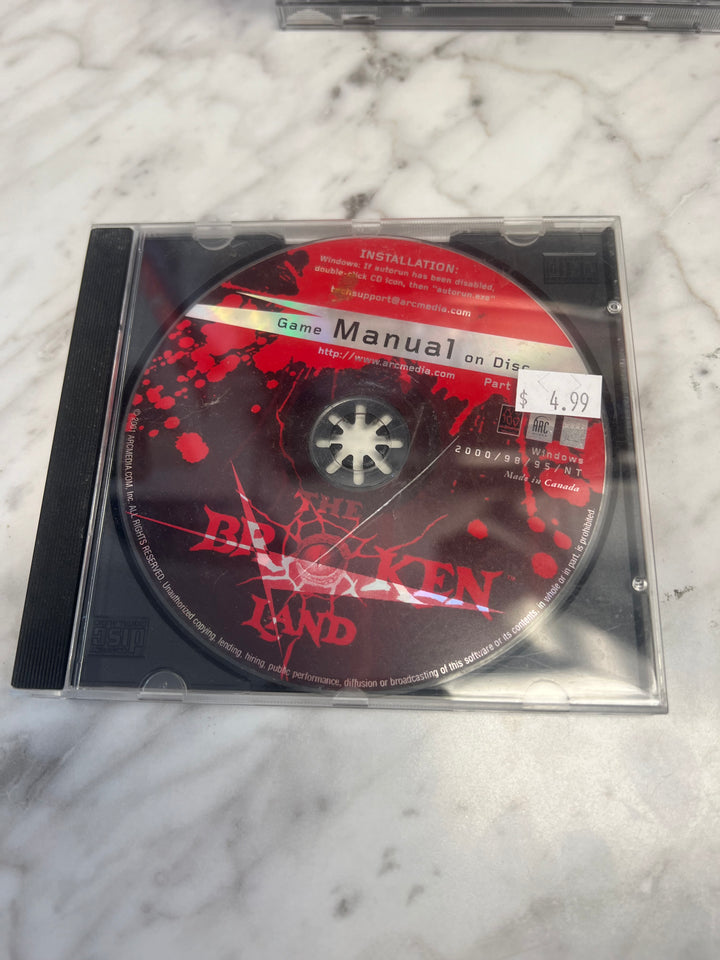 INSTALLATION:
Windows: If autorun has been disabled,
double-click CD icon, then "autorun.exe"
techsupport@arcmedia.com
Game Manual on Disc
http://www.arcmedia.com
Part
$ 4.99
ARC
Windows
2000/98/95/NT
Made in Canada
THE
BROKEN
LAND
© 2001 ARCMEDIA.COM, Inc. ALL RIGHTS RESERVED. Unauthorized copying, lending, hiring, public performance, diffusion or broadcasting of this software or its contents, in whole or in part, is prohibited.